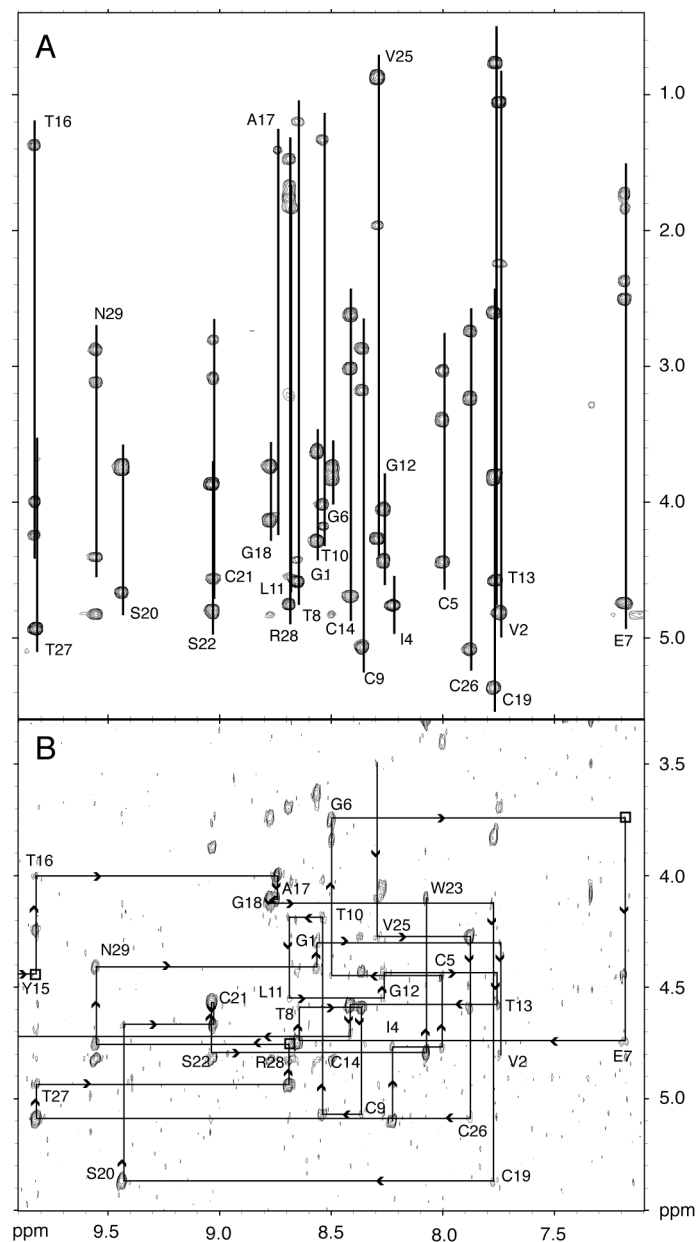 A
V25
1.0
T16
A17
2.0
N29
3.0
G12
4.0
G6
G18
T10
G1
C21
L11
T13
S20
T8
C14
C5
V2
I4
E7
T27
S22
R28
5.0
C9
C26
C19
B
3.5
G6
T16
4.0
A17
W23
G18
T10
V25
G1
N29
C5
Y15
L11
G12
4.5
C21
T13
T8
I4
S22
R28
C14
V2
E7
T27
C9
5.0
C26
S20
C19
ppm
ppm 9.5 9.0 8.5 8.0 7.5